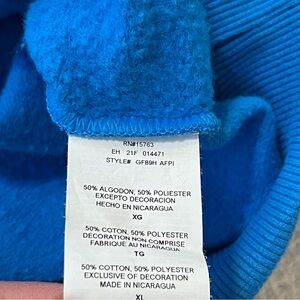 RN#15763
EH 21F 014471
STYLE# GF89H AFPI
50% ALGODON, 50% POLIESTER
EXCEPTO DECORACION
HECHO EN NICARAGUA
XG
50% COTON, 50% POLYESTER
DECORATION NON COMPRISE
FABRIQUÉ AU NICARAGUA
TG
50% COTTON, 50% POLYESTER
EXCLUSIVE OF DECORATION
MADE IN NICARAGUA
XL